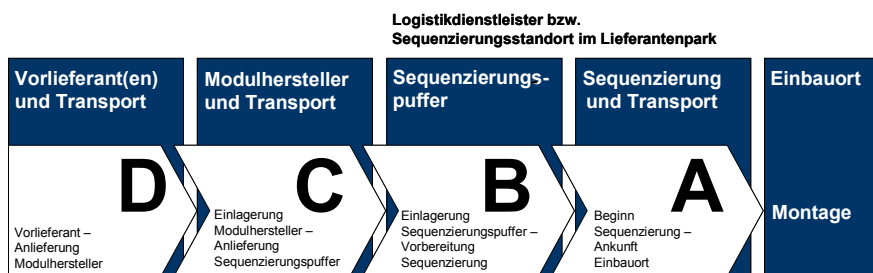 Logistikdienstleister bzw.
Sequenzierungsstandort im Lieferantenpark
Vorlieferant(en)
und Transport
Modulhersteller
und Transport
Sequenzierungs-
puffer
Sequenzierung
und Transport
Einbauort
D
Vorlieferant –
Anlieferung
Modulhersteller
C
Einlagerung
Modulhersteller –
Anlieferung
Sequenzierungspuffer
B
Einlagerung
Sequenzierungspuffer –
Vorbereitung
Sequenzierung
A
Beginn
Sequenzierung –
Ankunft
Einbauort
Montage